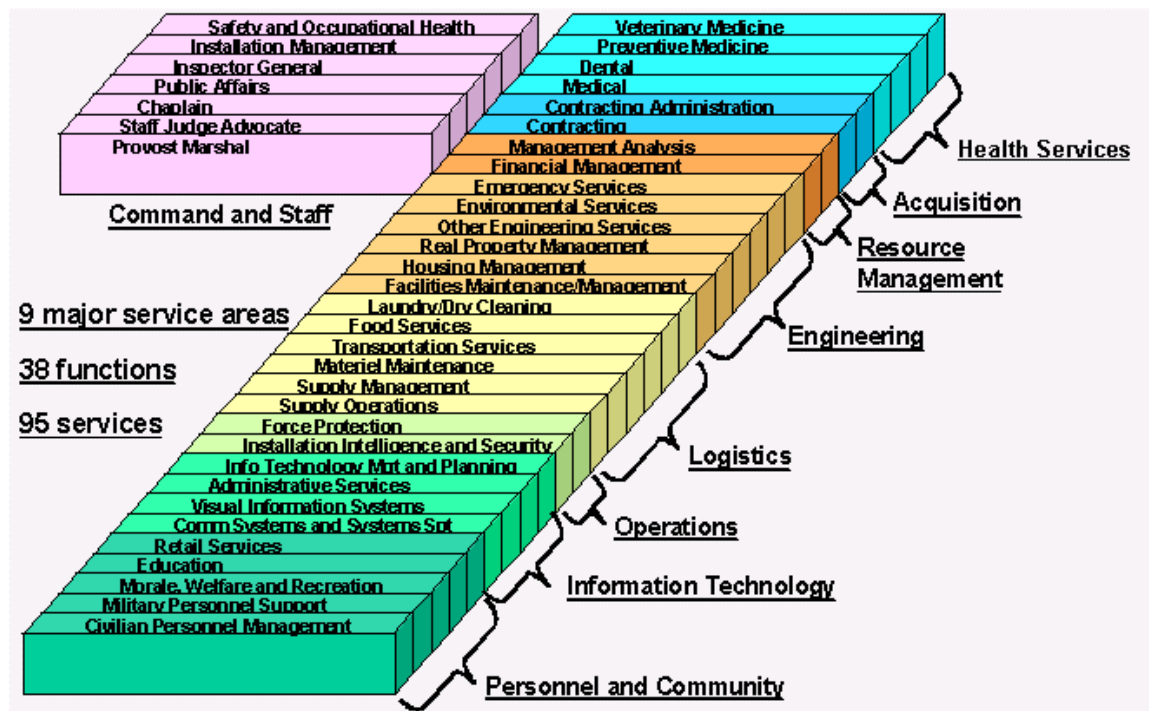 Safety and Occupational Health
Installation Management
Inspector General
Public Affairs
Chaplain
Staff Judge Advocate
Provost Marshal
Command and Staff
9 major service areas
38 functions
95 services
Veterinary Medicine
Preventive Medicine
Dental
Medical
Contracting Administration
Contracting
Management Analysis
Financial Management
Emergency Services
Environmental Services
Other Engineering Services
Real Property Management
Housing Management
Facilities Maintenance/Management
Laundry/Dry Cleaning
Food Services
Transportation Services
Materiel Maintenance
Supply Management
Supply Operations
Force Protection
Installation Intelligence and Security
Info Technology Mgt and Planning
Administrative Services
Visual Information Systems
Comm Systems and Systems Spt
Retail Services
Education
Morale, Welfare and Recreation
Military Personnel Support
Civilian Personnel Management
Health Services
Acquisition
Resource
Management
Engineering
Logistics
Operations
Information Technology
Personnel and Community